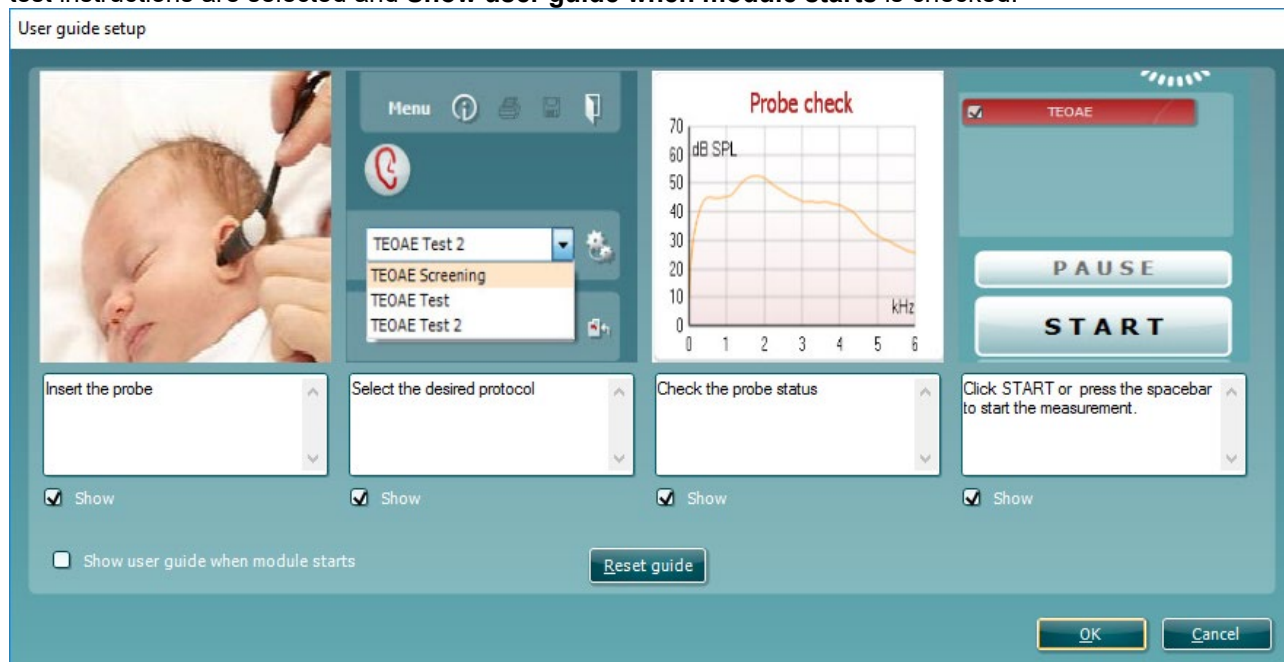 test instructions are selected and Show user guide when module starts is checked.
User guide setup
Menu
TEOAE Test 2
TEOAE Screening
TEOAE Test
TEOAE Test 2
Probe check
70
dB SPL
60
50
40
30
20
10
0
kHz
0 1 2 3 4 5 6
TEOAE
PAUSE
START
Insert the probe
Select the desired protocol
Check the probe status
Click START or press the spacebar
to start the measurement.
Show
Show
Show
Show
Show user guide when module starts
Reset guide
OK
Cancel